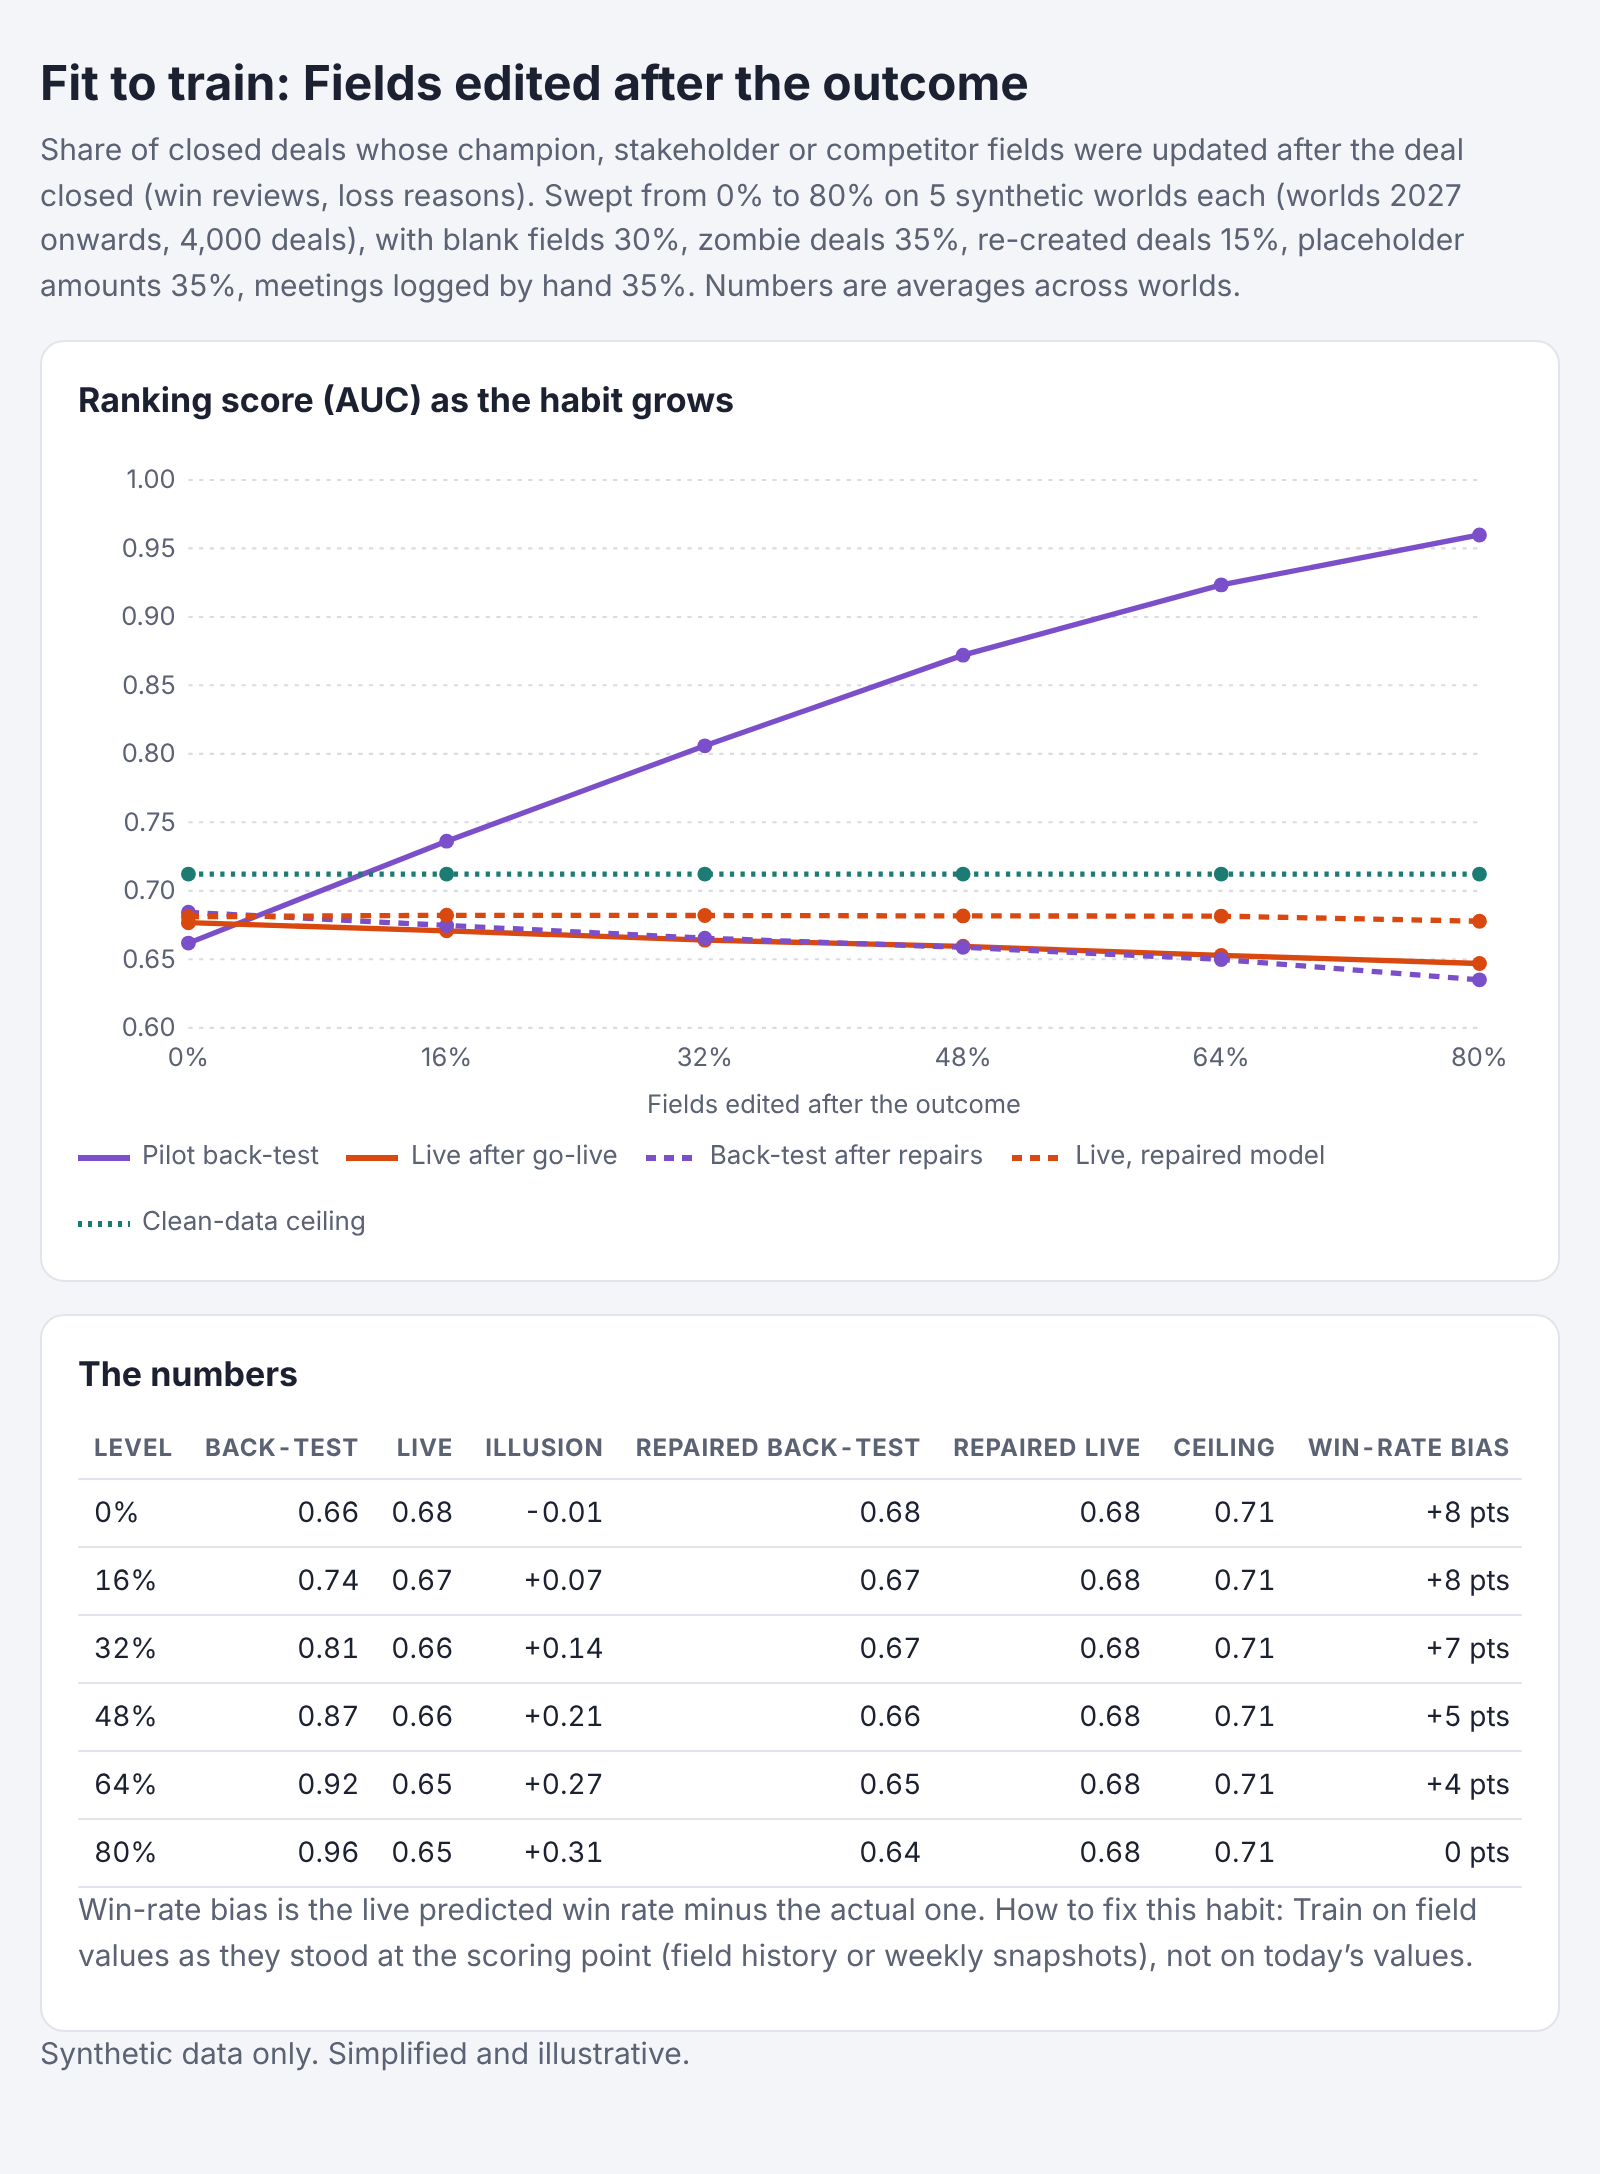 Fit to train: Fields edited after the outcome
Share of closed deals whose champion, stakeholder or competitor fields were updated after the deal
closed (win reviews, loss reasons). Swept from 0% to 80% on 5 synthetic worlds each (worlds 2027
onwards, 4,000 deals), with blank fields 30%, zombie deals 35%, re-created deals 15%, placeholder
amounts 35%, meetings logged by hand 35%. Numbers are averages across worlds.
Ranking score (AUC) as the habit grows
1.00
0.95
0.90
0.85
0.80
0.75
0.70
0.65
0.60
0% 16% 32% 48% 64% 80%
Fields edited after the outcome
Pilot back-test Live after go-live Back-test after repairs Live, repaired model
Clean-data ceiling
The numbers
LEVEL BACK-TEST LIVE ILLUSION REPAIRED BACK-TEST REPAIRED LIVE CEILING WIN-RATE BIAS
0% 0.66 0.68 -0.01 0.68 0.68 0.71 +8 pts
16% 0.74 0.67 +0.07 0.67 0.68 0.71 +8 pts
32% 0.81 0.66 +0.14 0.67 0.68 0.71 +7 pts
48% 0.87 0.66 +0.21 0.66 0.68 0.71 +5 pts
64% 0.92 0.65 +0.27 0.65 0.68 0.71 +4 pts
80% 0.96 0.65 +0.31 0.64 0.68 0.71 0 pts
Win-rate bias is the live predicted win rate minus the actual one. How to fix this habit: Train on field
values as they stood at the scoring point (field history or weekly snapshots), not on today’s values.
Synthetic data only. Simplified and illustrative.